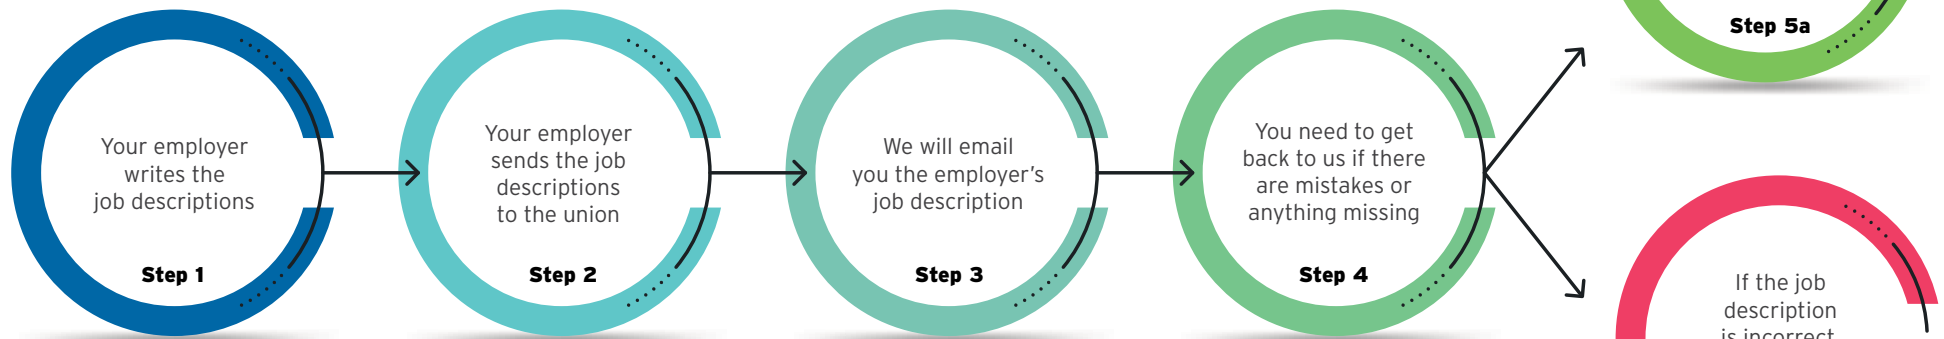 Your employer
writes the
job descriptions
Step 1
Your employer
sends the job
descriptions
to the union
Step 2
We will email
you the employer's
job description
Step 3
You need to get
back to us if there
are mistakes or
anything missing
Step 4
Step 5a
If the job
description
is incorrect